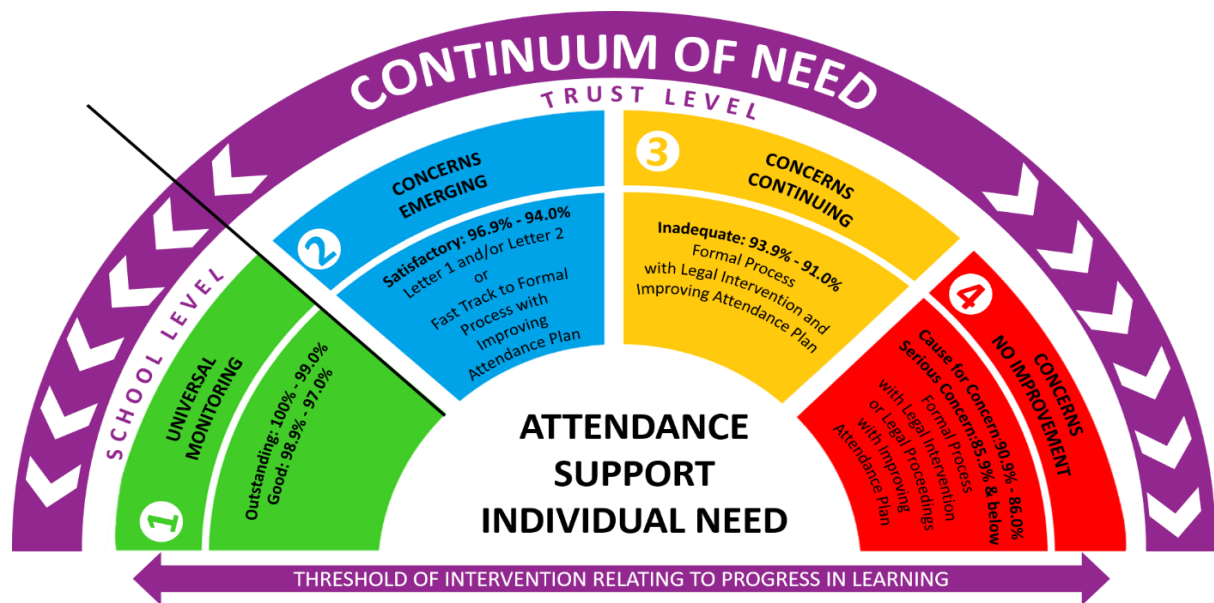 CONTINUUM OF NEED
TRUST LEVEL
SCHOOL LEVEL
1
UNIVERSAL
MONITORING
Outstanding: 100% - 99.0%
Good: 98.9% - 97.0%
2
CONCERNS
EMERGING
Satisfactory: 96.9% - 94.0%
Letter 1 and/or Letter 2
or
Fast Track to Formal
Process with
Improving
Attendance Plan
3
CONCERNS
CONTINUING
Inadequate: 93.9% - 91.0%
Formal Process
with Legal Intervention and
Improving Attendance Plan
4
CONCERNS
NO IMPROVEMENT
Cause for Concern:90.9% - 86.0%
Serious Concern:85.9% & below
Formal Process
with Legal Intervention
or Legal Proceedings
with Improving
Attendance Plan
ATTENDANCE
SUPPORT
INDIVIDUAL NEED
THRESHOLD OF INTERVENTION RELATING TO PROGRESS IN LEARNING